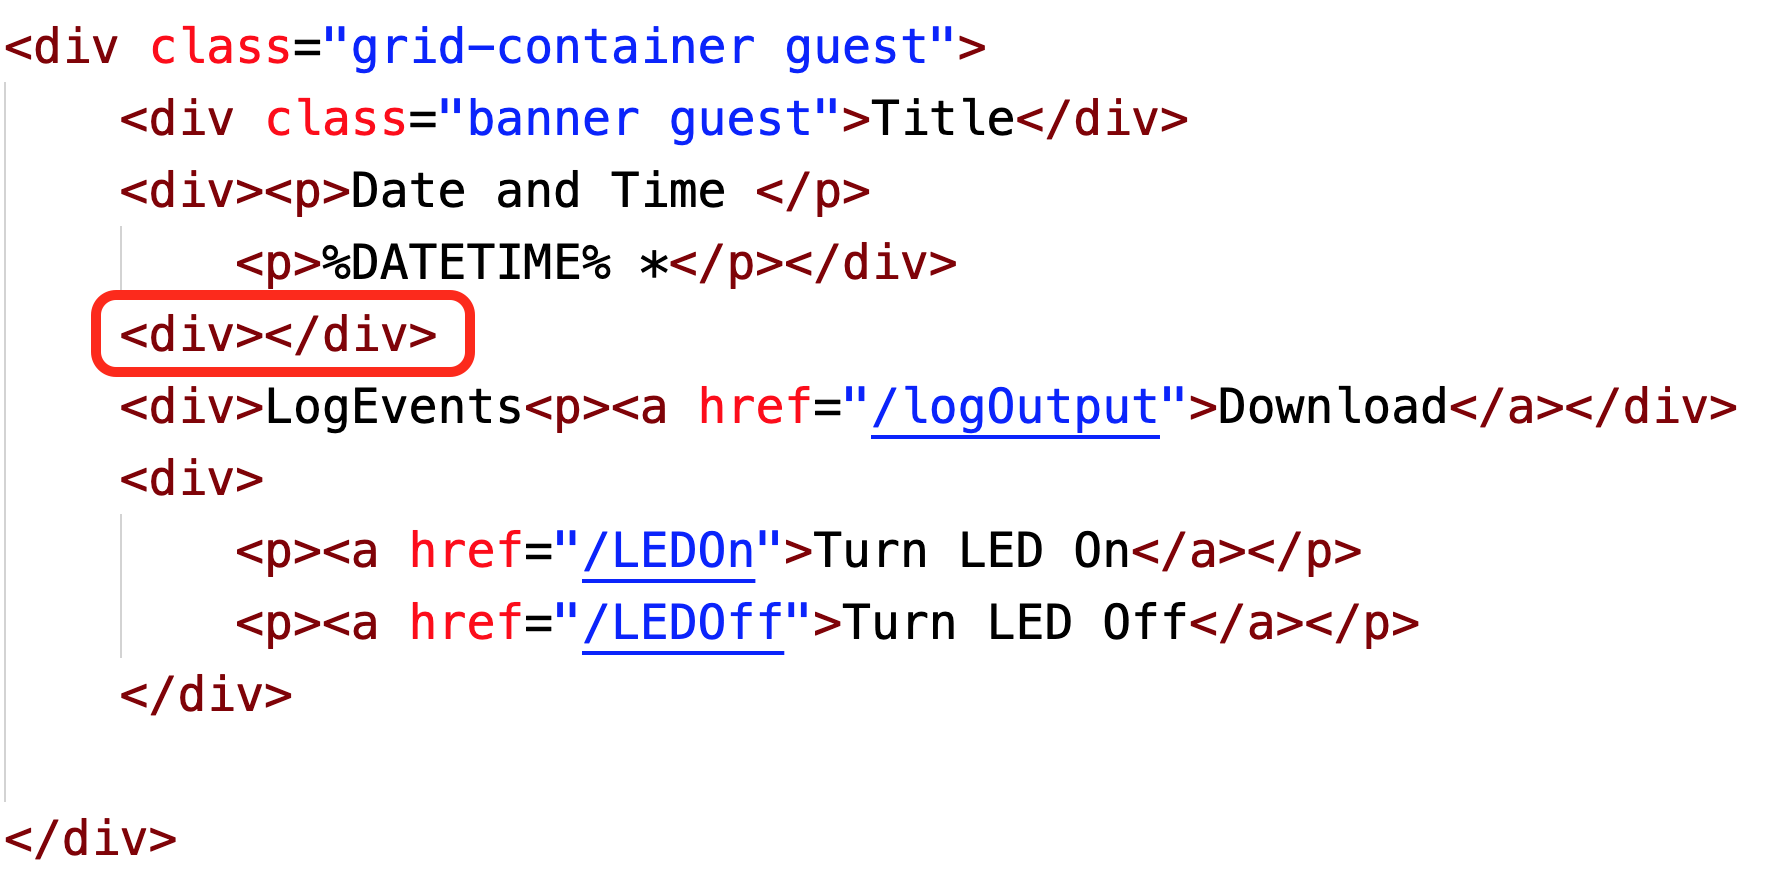 <div class="grid-container guest">
    <div class="banner guest">Title</div>
    <div><p>Date and Time </p>
        <p>%DATETIME% *</p></div>
    <div></div>
    <div>LogEvents<p><a href="/logOutput">Download</a></div>
    <div>
        <p><a href="/LEDOn">Turn LED On</a></p>
        <p><a href="/LEDOff">Turn LED Off</a></p>
    </div>
</div>